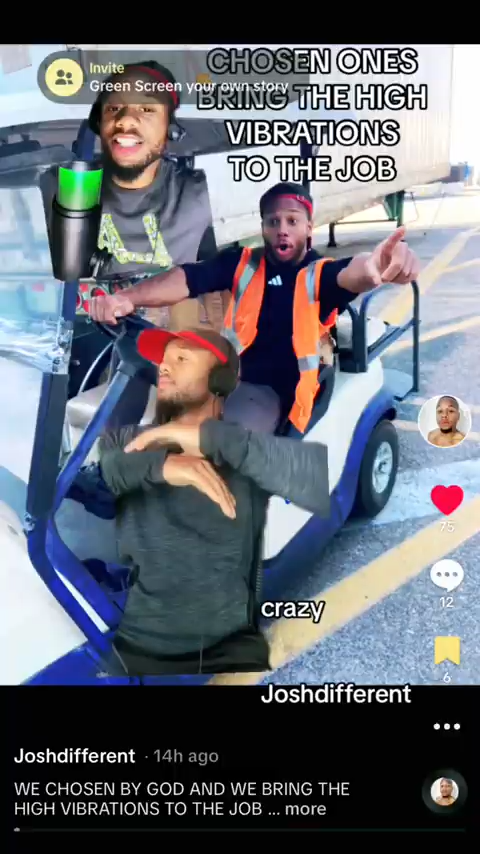 CHOSEN ONES
BRING THE HIGH
VIBRATIONS
TO THE JOB
Invite
Green Screen your own story
75
12
6
crazy
Joshdifferent
Joshdifferent · 14h ago
WE CHOSEN BY GOD AND WE BRING THE
HIGH VIBRATIONS TO THE JOB ... more